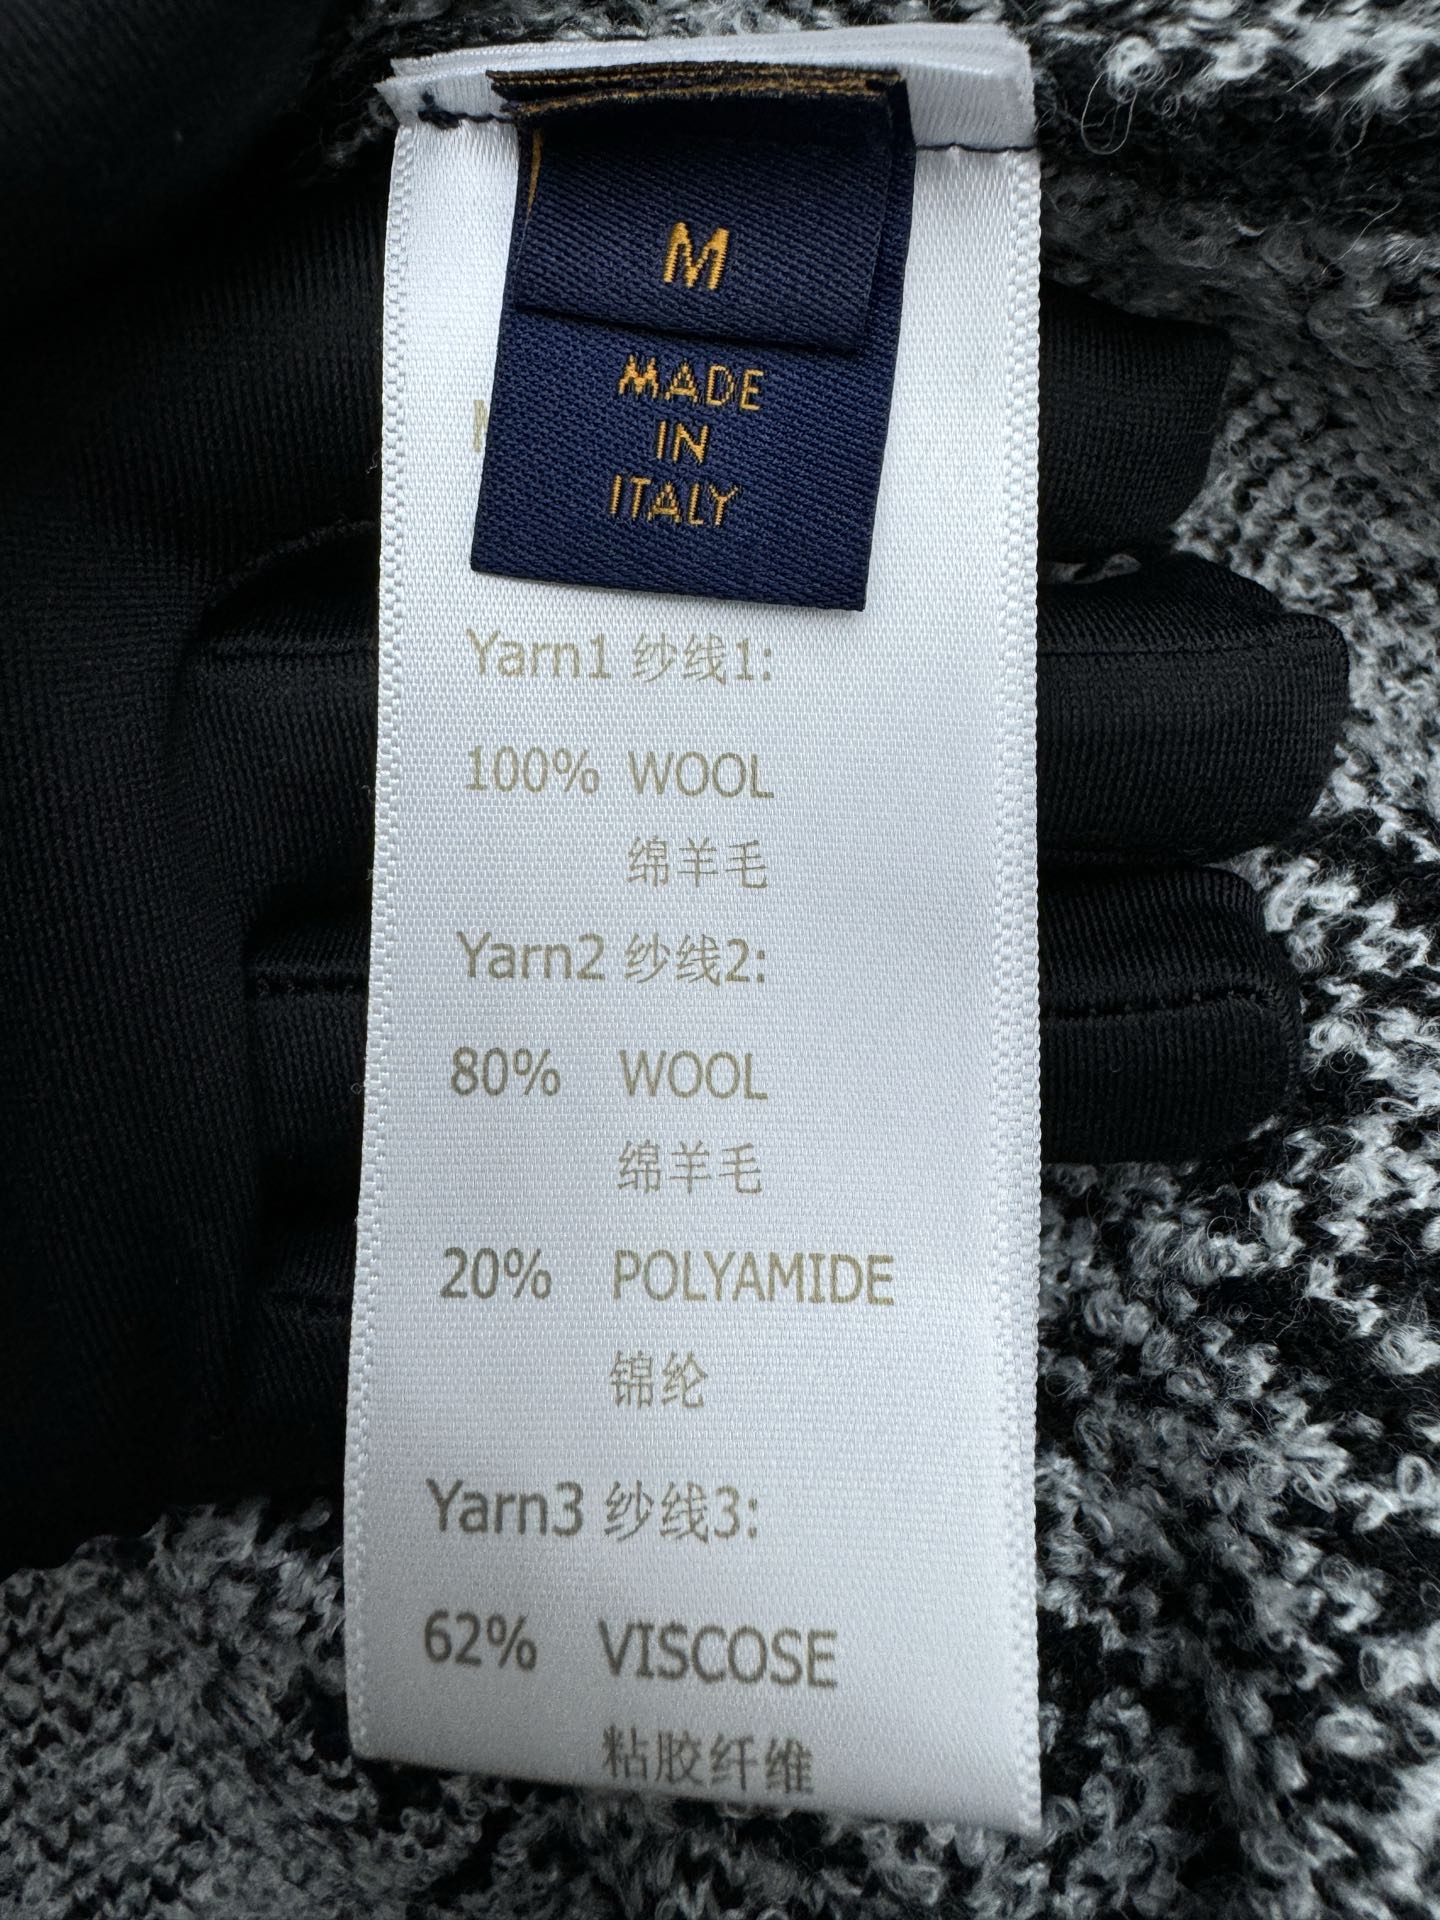 M
MADE
IN
ITALY
Yarn1 纱线1:
100% WOOL
绵羊毛
Yarn2 纱线2:
80% WOOL
绵羊毛
20% POLYAMIDE
锦纶
Yarn3 纱线3:
62% VISCOSE
粘胶纤维